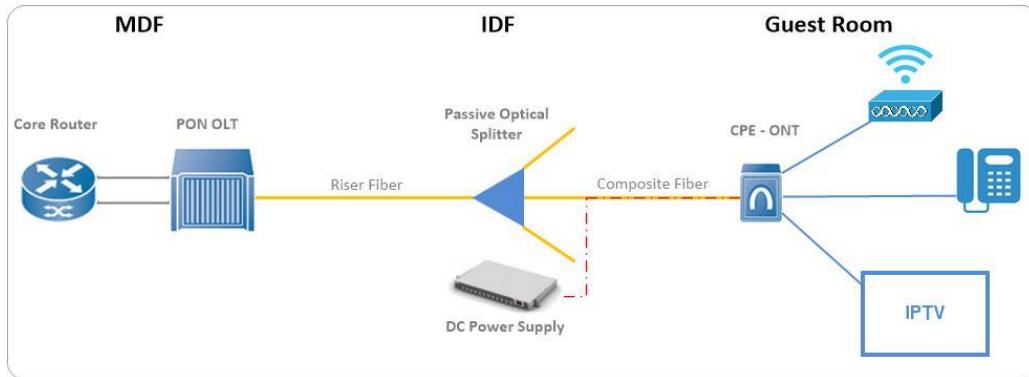 MDF
IDF
Guest Room
Core Router
PON OLT
Passive Optical
Splitter
CPE - ONT
Riser Fiber
Composite Fiber
DC Power Supply
IPTV